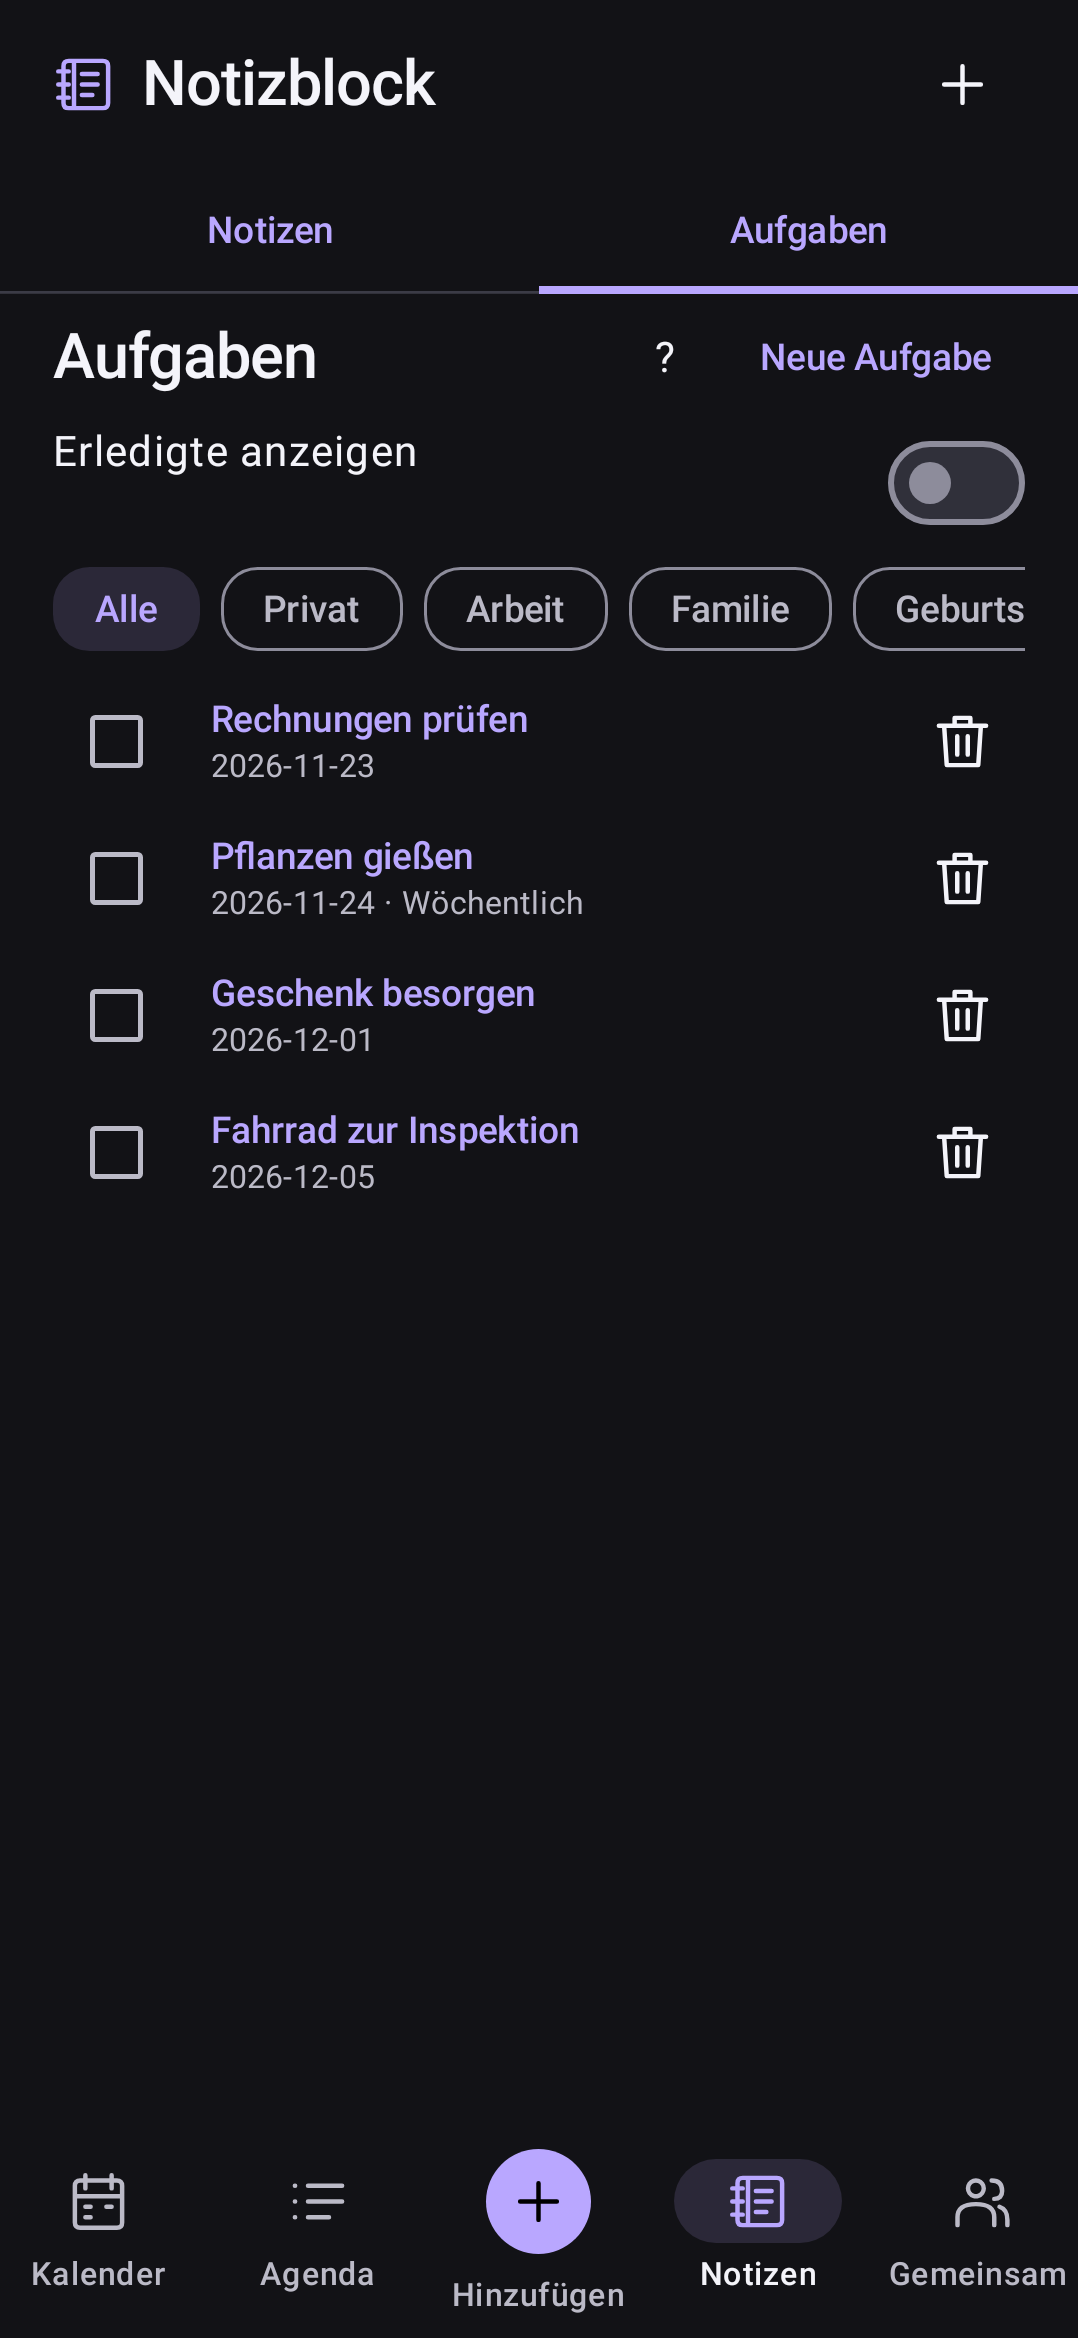 Notizblock
Notizen
Aufgaben
Aufgaben
?
Neue Aufgabe
Erledigte anzeigen
Alle
Privat
Arbeit
Familie
Geburts
Rechnungen prüfen
2026-11-23
Pflanzen gießen
2026-11-24 · Wöchentlich
Geschenk besorgen
2026-12-01
Fahrrad zur Inspektion
2026-12-05
Kalender
Agenda
Hinzufügen
Notizen
Gemeinsam